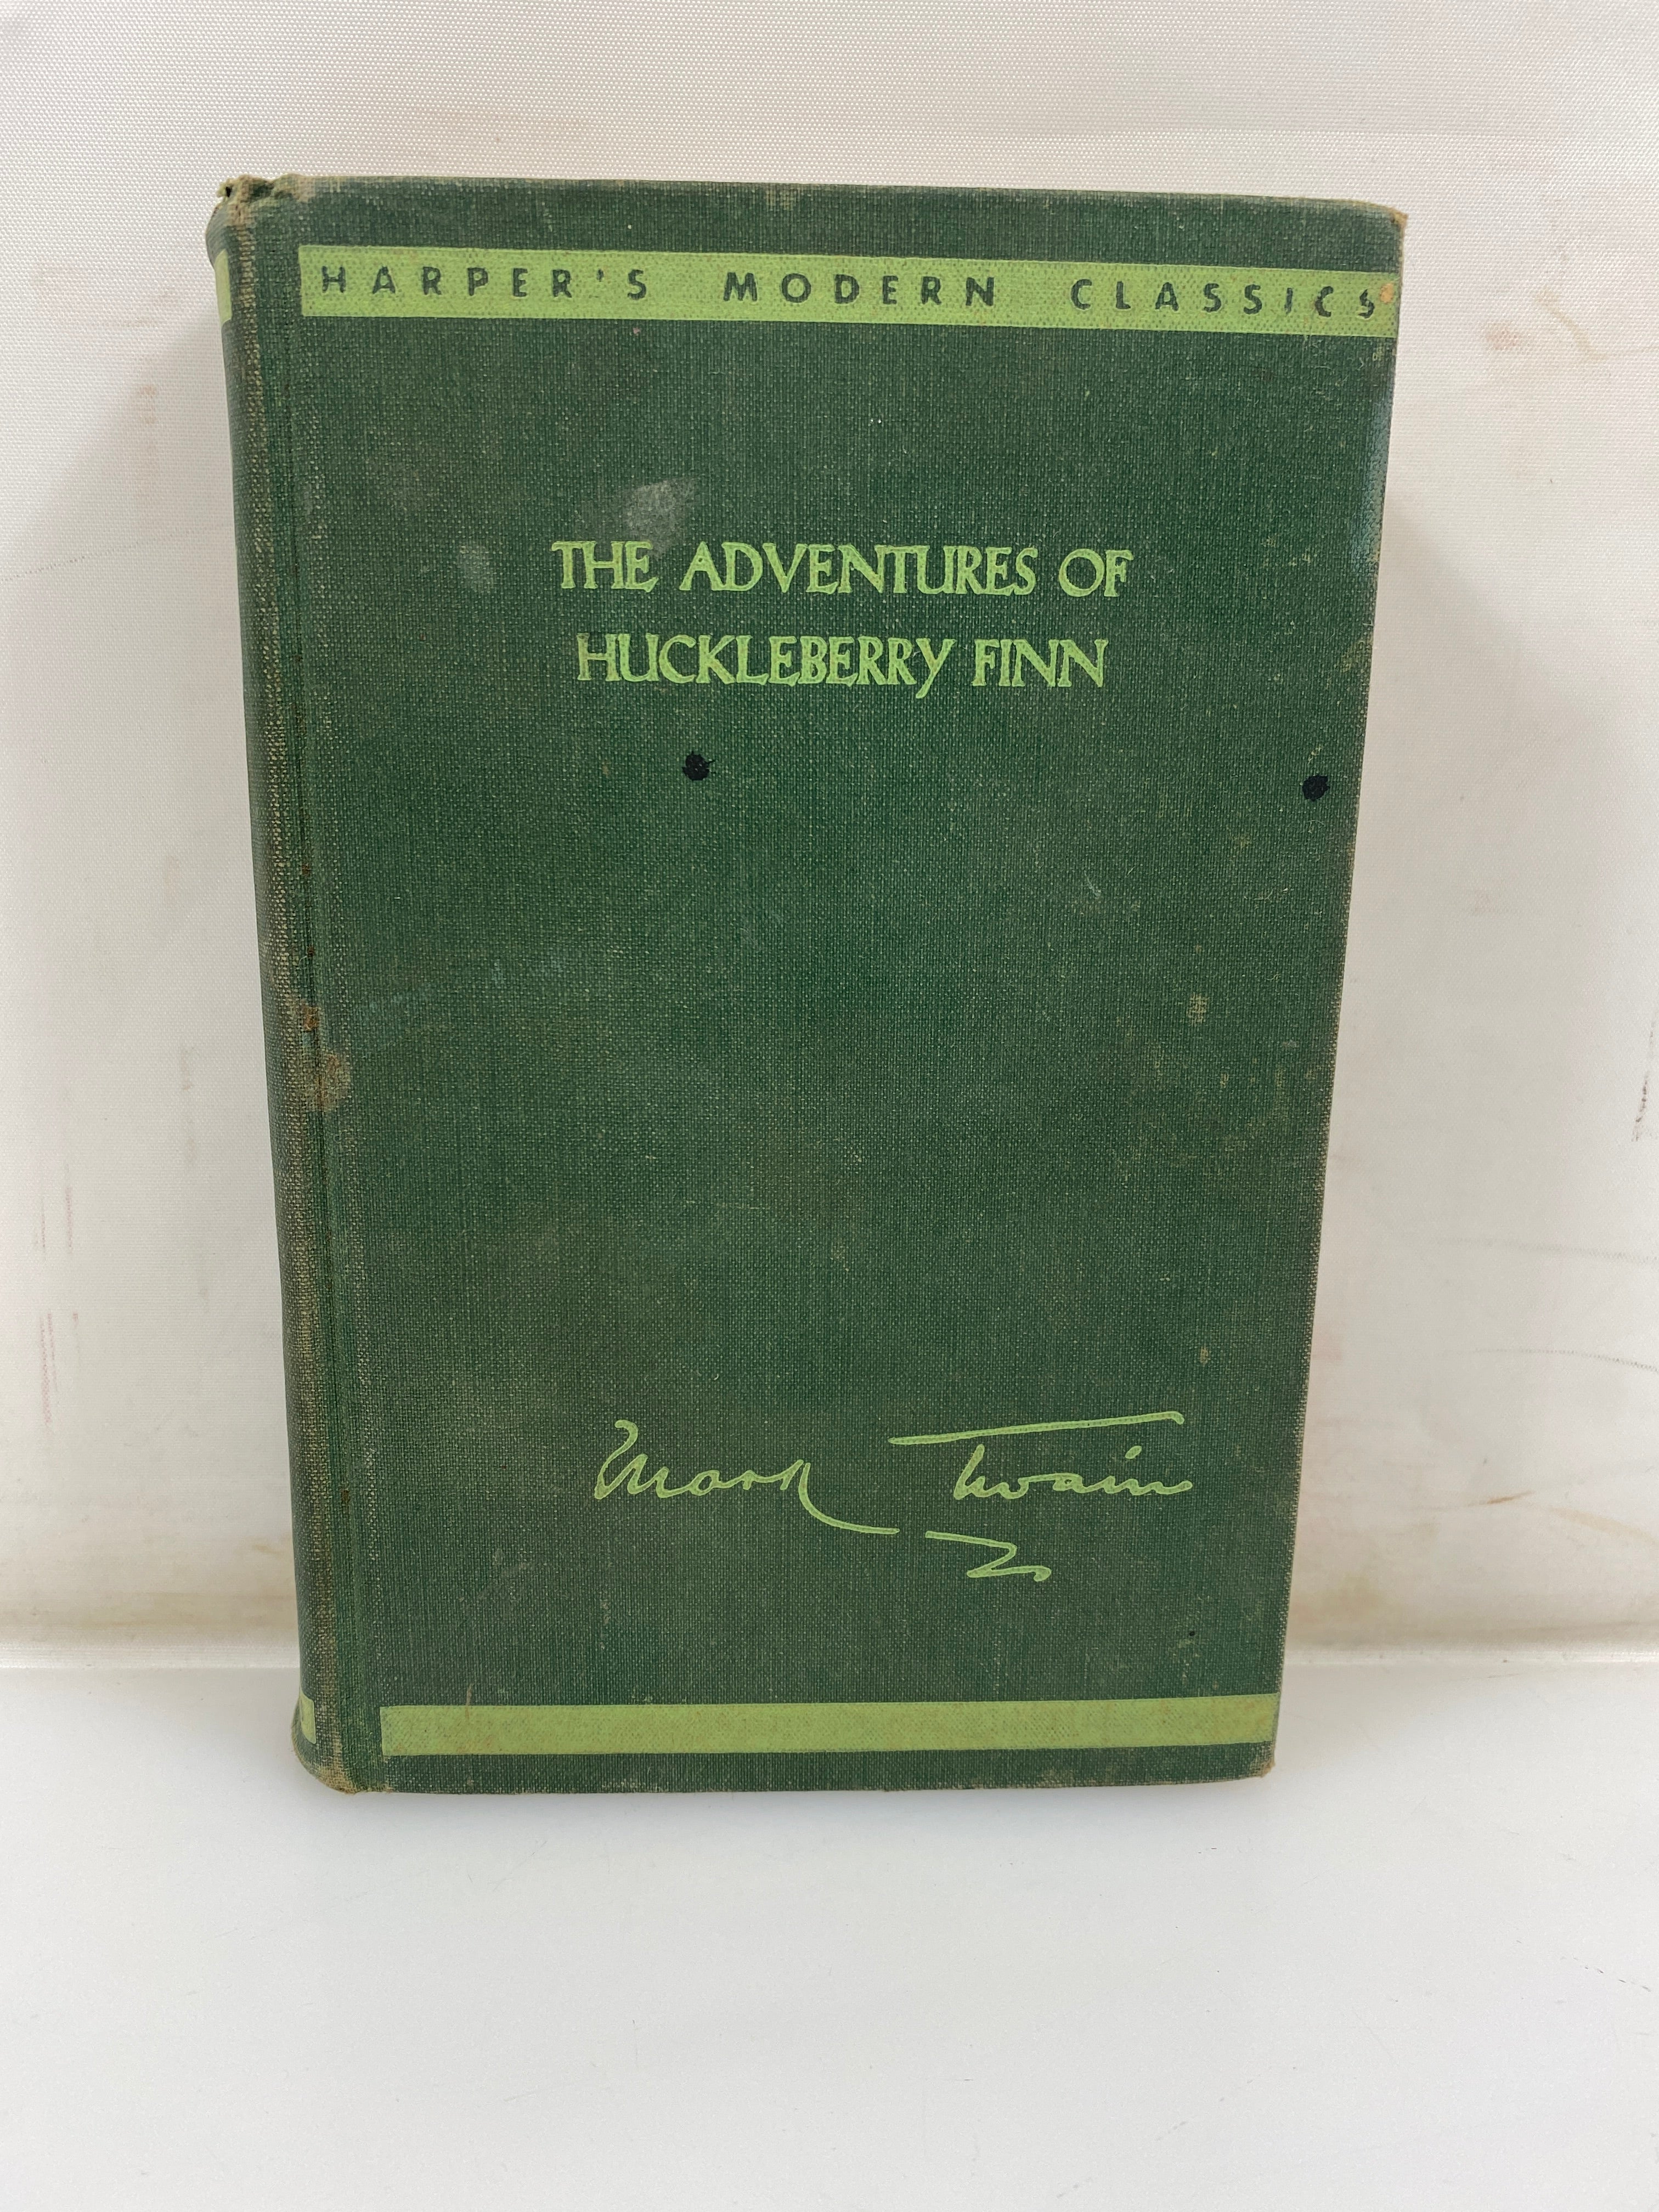 HARPER'S MODERN CLASSICS
THE ADVENTURES OF
HUCKLEBERRY FINN
Mark Twain